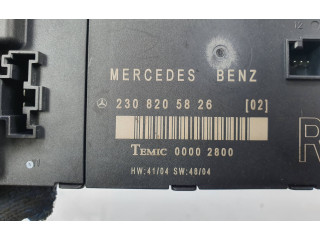 MERCEDES BENZ
230 820 58 26 [02]
TEMIC 0000 2800
HW:41/04 SW:48/04
R